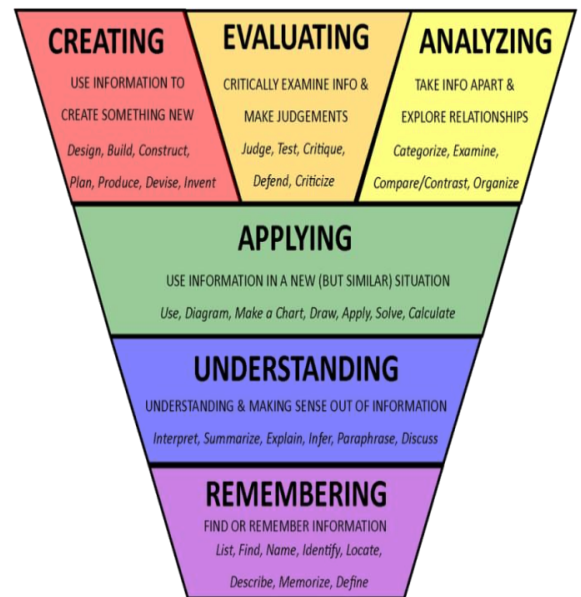 CREATING
USE INFORMATION TO
CREATE SOMETHING NEW
Design, Build, Construct,
Plan, Produce, Devise, Invent
EVALUATING
CRITICALLY EXAMINE INFO &
MAKE JUDGEMENTS
Judge, Test, Critique,
Defend, Criticize
ANALYZING
TAKE INFO APART &
EXPLORE RELATIONSHIPS
Categorize, Examine,
Compare/Contrast, Organize
APPLYING
USE INFORMATION IN A NEW (BUT SIMILAR) SITUATION
Use, Diagram, Make a Chart, Draw, Apply, Solve, Calculate
UNDERSTANDING
UNDERSTANDING & MAKING SENSE OUT OF INFORMATION
Interpret, Summarize, Explain, Infer, Paraphrase, Discuss
REMEMBERING
FIND OR REMEMBER INFORMATION
List, Find, Name, Identify, Locate,
Describe, Memorize, Define